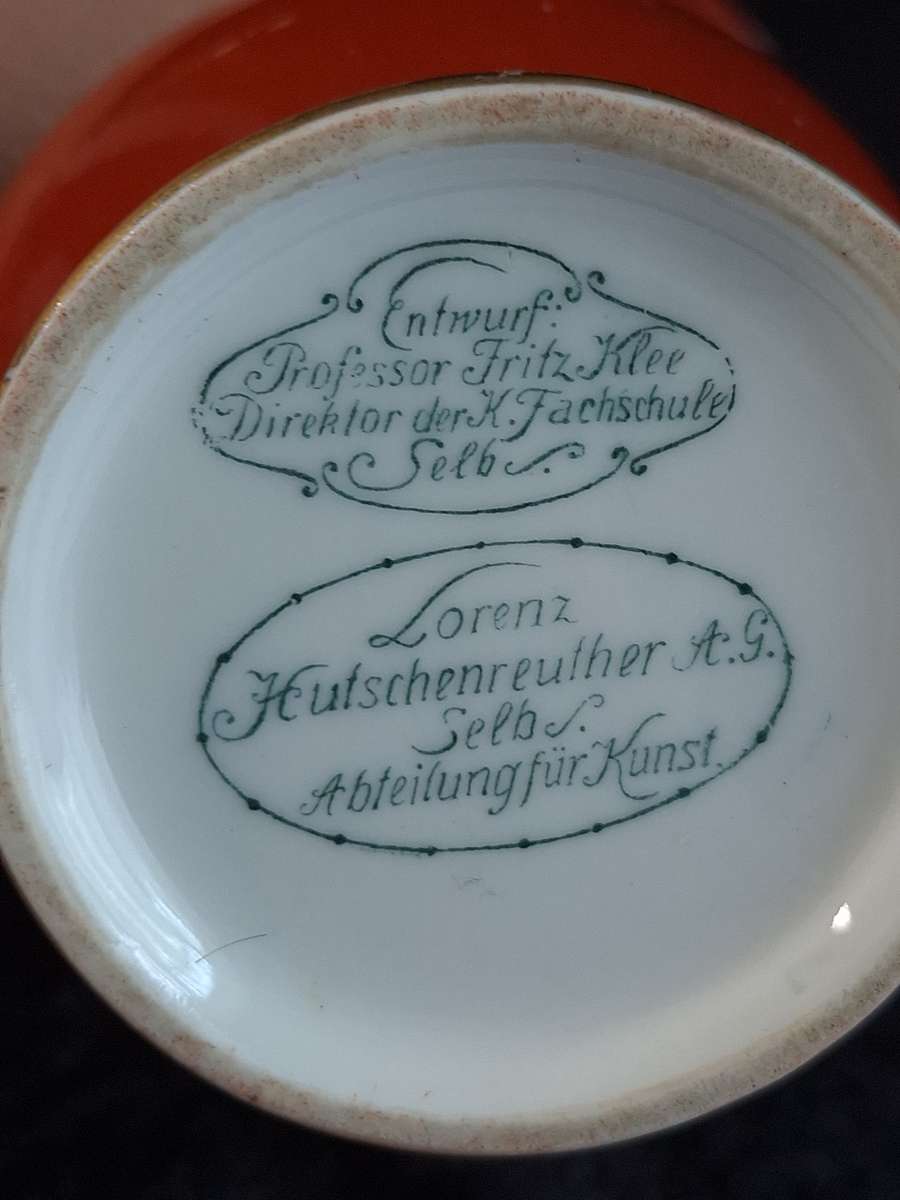 Entwurf:
Professor Fritz Klee
Direktor der K. Fachschule
Selb
Lorenz
Hutschenreuther A.G.
Selb
Abteilung für Kunst.